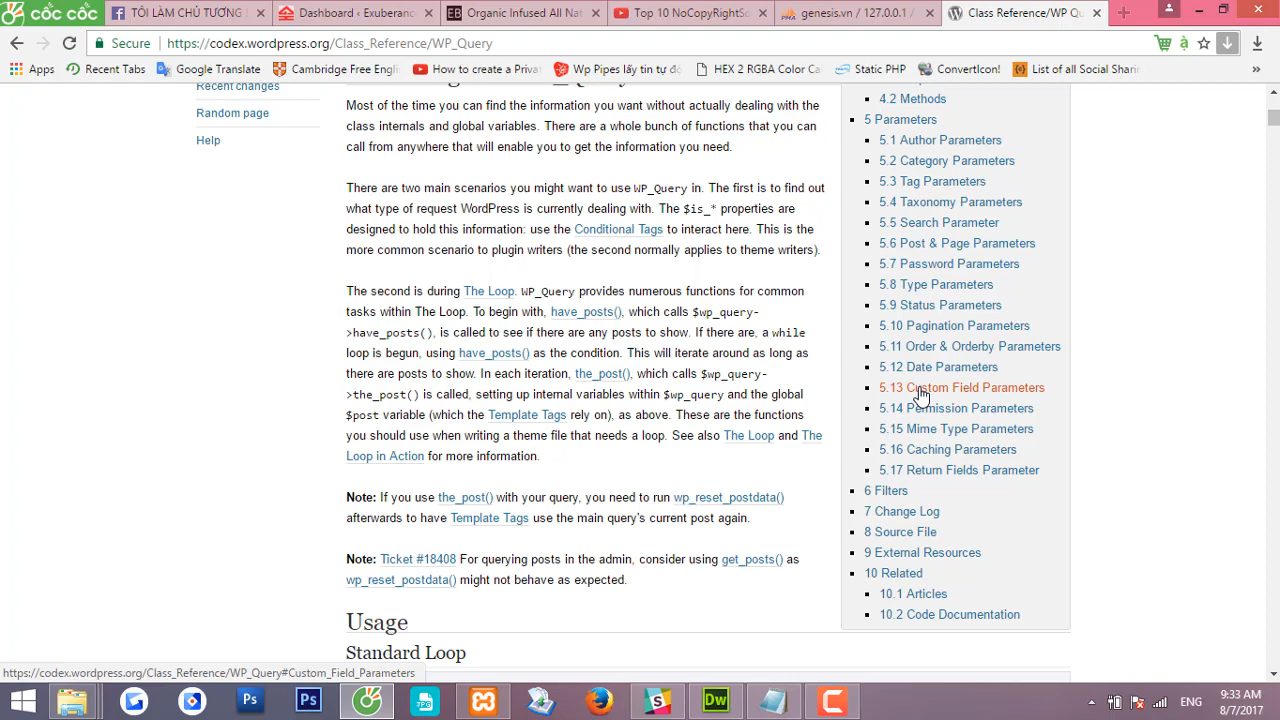 cốc cốc
TÔI LÀM CHỦ TƯƠNG
Dashboard ‹ Exuberanc
OrganicInfused All Nat
Top 10 NoCopyRightSo
genesis.vn / 127.0.0.1 /
Class Reference/WP Qu
Secure
https://codex.wordpress.org/Class_Reference/WP_Query
Apps
Recent Tabs
Google Translate
Cambridge Free Engli
How to create a Priva
Wp Pipes lấy tin tự độ
HEX 2 RGBA Color Ca
Static PHP
ConvertIcon!
List of all Social Sharin
»
Recent changes
Random page
Help
Most of the time you can find the information you want without actually dealing with the
class internals and global variables. There are a whole bunch of functions that you can
call from anywhere that will enable you to get the information you need.
There are two main scenarios you might want to use WP_Query in. The first is to find out
what type of request WordPress is currently dealing with. The $is_* properties are
designed to hold this information: use the Conditional Tags to interact here. This is the
more common scenario to plugin writers (the second normally applies to theme writers).
The second is during The Loop. WP_Query provides numerous functions for common
tasks within The Loop. To begin with, have_posts(), which calls $wp_query-
>have_posts(), is called to see if there are any posts to show. If there are, a while
loop is begun, using have_posts() as the condition. This will iterate around as long as
there are posts to show. In each iteration, the_post(), which calls $wp_query-
>the_post() is called, setting up internal variables within $wp_query and the global
$post variable (which the Template Tags rely on), as above. These are the functions
you should use when writing a theme file that needs a loop. See also The Loop and The
Loop in Action for more information.
Note: If you use the_post() with your query, you need to run wp_reset_postdata()
afterwards to have Template Tags use the main query's current post again.
Note: Ticket #18408 For querying posts in the admin, consider using get_posts() as
wp_reset_postdata() might not behave as expected.
Usage
Standard Loop
4.2 Methods
5 Parameters
5.1 Author Parameters
5.2 Category Parameters
5.3 Tag Parameters
5.4 Taxonomy Parameters
5.5 Search Parameter
5.6 Post & Page Parameters
5.7 Password Parameters
5.8 Type Parameters
5.9 Status Parameters
5.10 Pagination Parameters
5.11 Order & Orderby Parameters
5.12 Date Parameters
5.13 Custom Field Parameters
5.14 Permission Parameters
5.15 Mime Type Parameters
5.16 Caching Parameters
5.17 Return Fields Parameter
6 Filters
7 Change Log
8 Source File
9 External Resources
10 Related
10.1 Articles
10.2 Code Documentation
https://codex.wordpress.org/Class_Reference/WP_Query#Custom_Field_Parameters
Ps
Ps
JPG
Dw
ENG
9:33 AM
8/7/2017